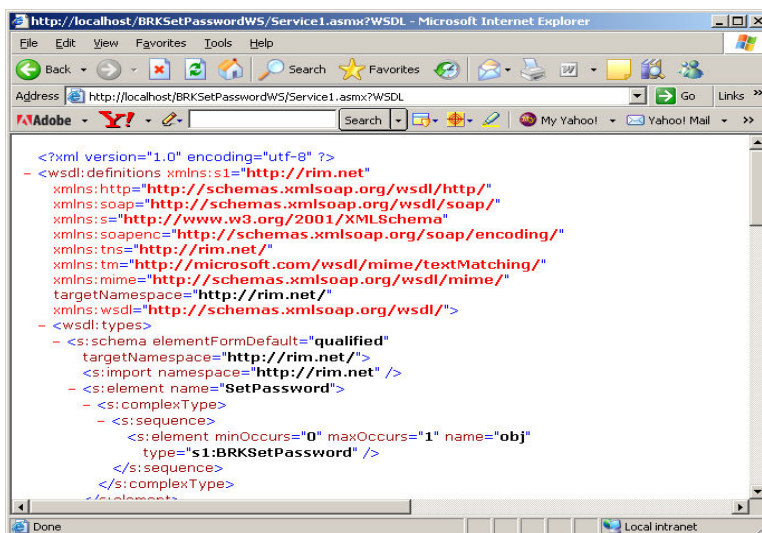 http://localhost/BRKSetPasswordWS/Service1.asmx?WSDL - Microsoft Internet Explorer
File Edit View Favorites Tools Help
Back Search Favorites
Address http://localhost/BRKSetPasswordWS/Service1.asmx?WSDL Go Links »
Adobe Y! Search My Yahoo! Yahoo! Mail »
<?xml version="1.0" encoding="utf-8" ?>
- <wsdl:definitions xmlns:s1="http://rim.net"
xmlns:http="http://schemas.xmlsoap.org/wsdl/http/"
xmlns:soap="http://schemas.xmlsoap.org/wsdl/soap/"
xmlns:s="http://www.w3.org/2001/XMLSchema"
xmlns:soapenc="http://schemas.xmlsoap.org/soap/encoding/"
xmlns:tns="http://rim.net/"
xmlns:tm="http://microsoft.com/wsdl/mime/textMatching/"
xmlns:mime="http://schemas.xmlsoap.org/wsdl/mime/"
targetNamespace="http://rim.net/"
xmlns:wsdl="http://schemas.xmlsoap.org/wsdl/">
- <wsdl:types>
- <s:schema elementFormDefault="qualified"
targetNamespace="http://rim.net/">
<s:import namespace="http://rim.net" />
- <s:element name="SetPassword">
- <s:complexType>
- <s:sequence>
<s:element minOccurs="0" maxOccurs="1" name="obj"
type="s1:BRKSetPassword" />
</s:sequence>
</s:complexType>
</s:element>
Done Local intranet